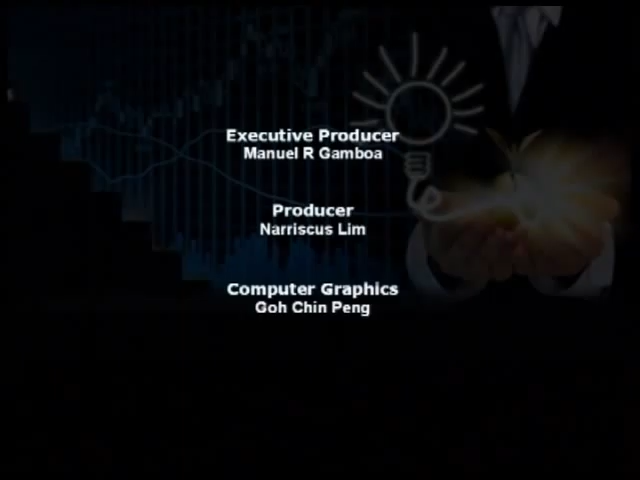 Executive Producer
Manuel R Gamboa
Producer
Narriscus Lim
Computer Graphics
Goh Chin Peng